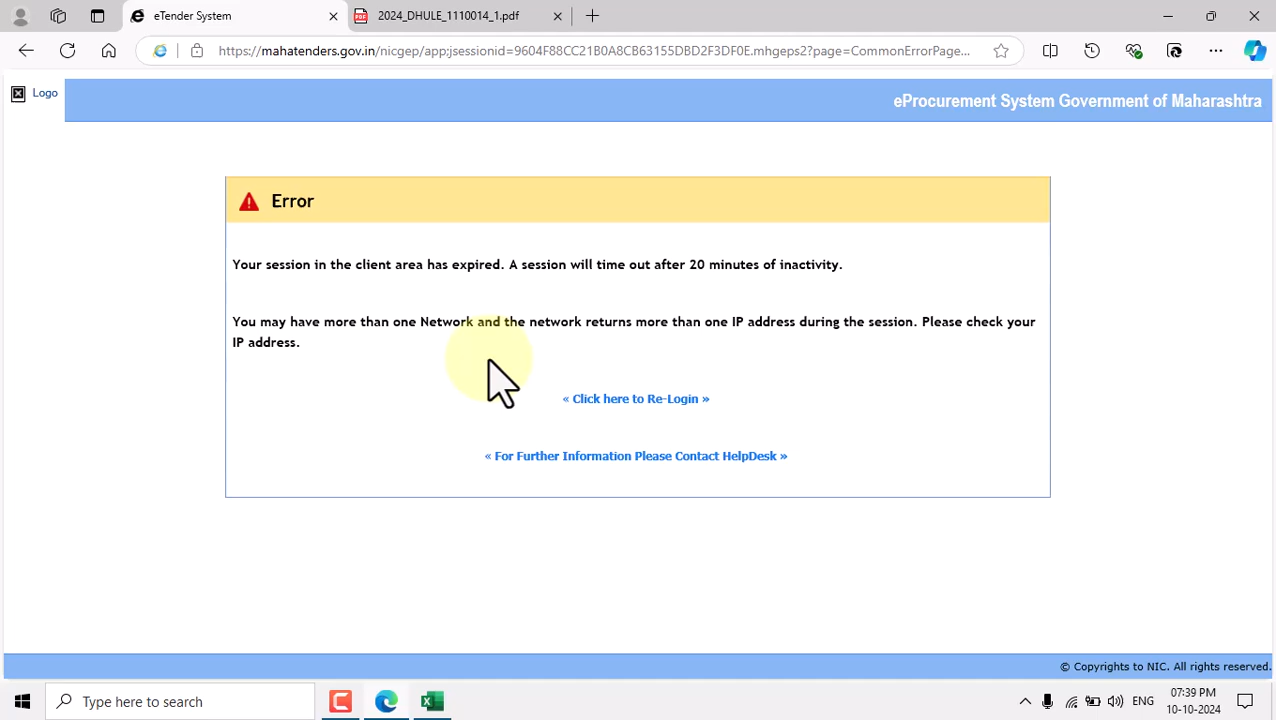 eTender System
2024_DHULE_1110014_1.pdf
https://mahatenders.gov.in/nicgep/app;jsessionid=9604F88CC21B0A8CB63155DBD2F3DF0E.mhgeps2?page=CommonErrorPage...
Logo
eProcurement System Government of Maharashtra
Error
Your session in the client area has expired. A session will time out after 20 minutes of inactivity.
You may have more than one Network and the network returns more than one IP address during the session. Please check your
IP address.
« Click here to Re-Login »
« For Further Information Please Contact HelpDesk »
© Copyrights to NIC. All rights reserved.
Type here to search
ENG
07:39 PM
10-10-2024